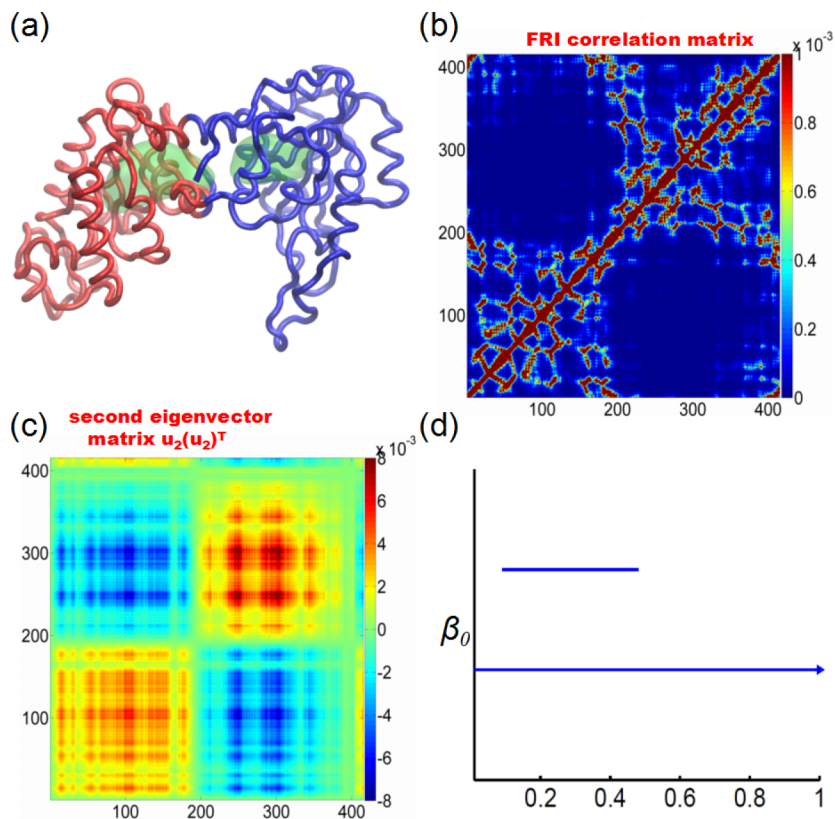 (a)
(b)
FRI correlation matrix
x 10⁻³
400
300
200
100
100 200 300 400
1
0.8
0.6
0.4
0.2
0
(c)
second eigenvector
matrix u₂(u₂)ᵀ
x 10⁻³
400
300
200
100
100 200 300 400
8
6
4
2
0
-2
-4
-6
-8
(d)
β₀
0.2 0.4 0.6 0.8 1